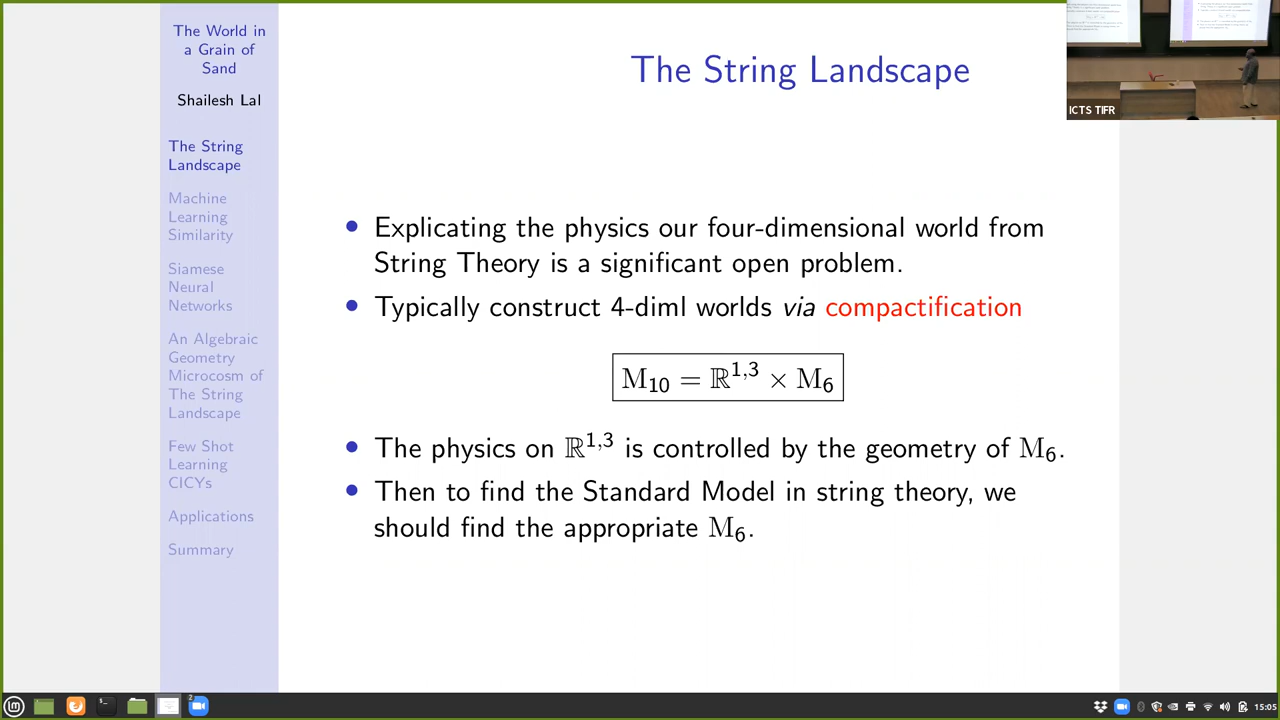 The World in
a Grain of
Sand
Shailesh Lal
The String
Landscape
Machine
Learning
Similarity
Siamese
Neural
Networks
An Algebraic
Geometry
Microcosm of
The String
Landscape
Few Shot
Learning
CICYs
Applications
Summary
The String Landscape
• Explicating the physics our four-dimensional world from
String Theory is a significant open problem.
• Typically construct 4-diml worlds via compactification
M₁₀ = ℝ¹,³ × M₆
• The physics on ℝ¹,³ is controlled by the geometry of M₆.
• Then to find the Standard Model in string theory, we
should find the appropriate M₆.
ICTS TIFR
2
15:05